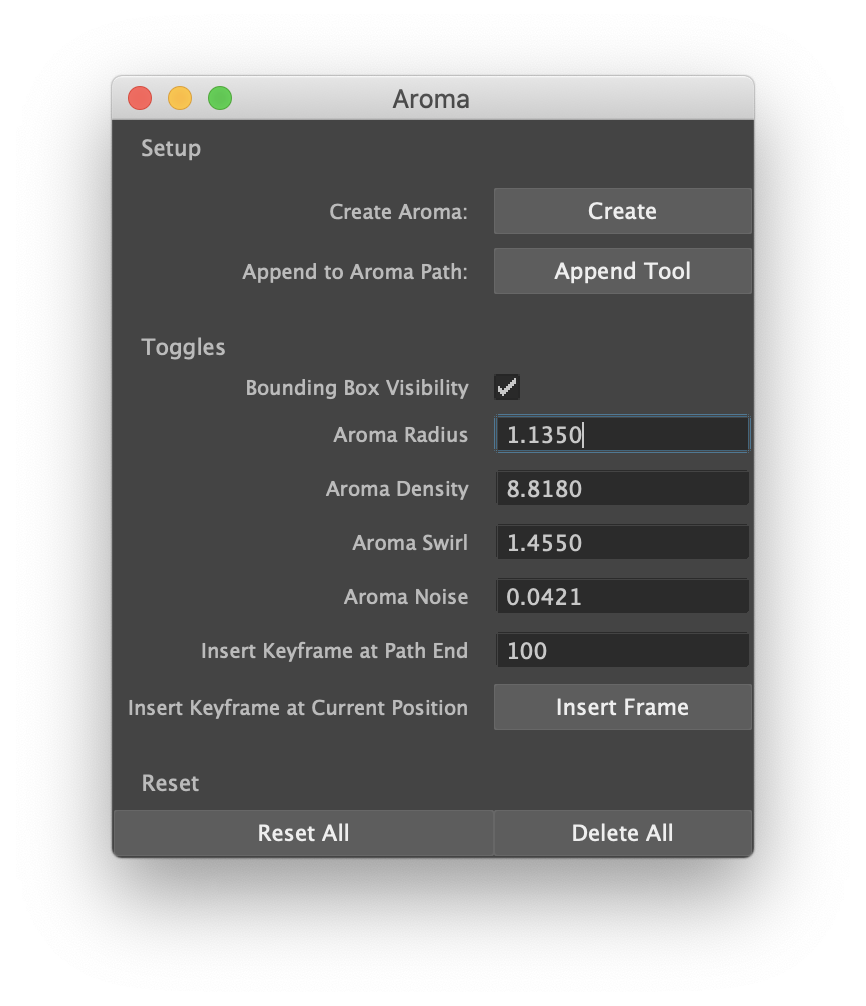 Aroma
Setup
Create Aroma: Create
Append to Aroma Path: Append Tool
Toggles
Bounding Box Visibility
Aroma Radius 1.1350
Aroma Density 8.8180
Aroma Swirl 1.4550
Aroma Noise 0.0421
Insert Keyframe at Path End 100
Insert Keyframe at Current Position Insert Frame
Reset
Reset All Delete All